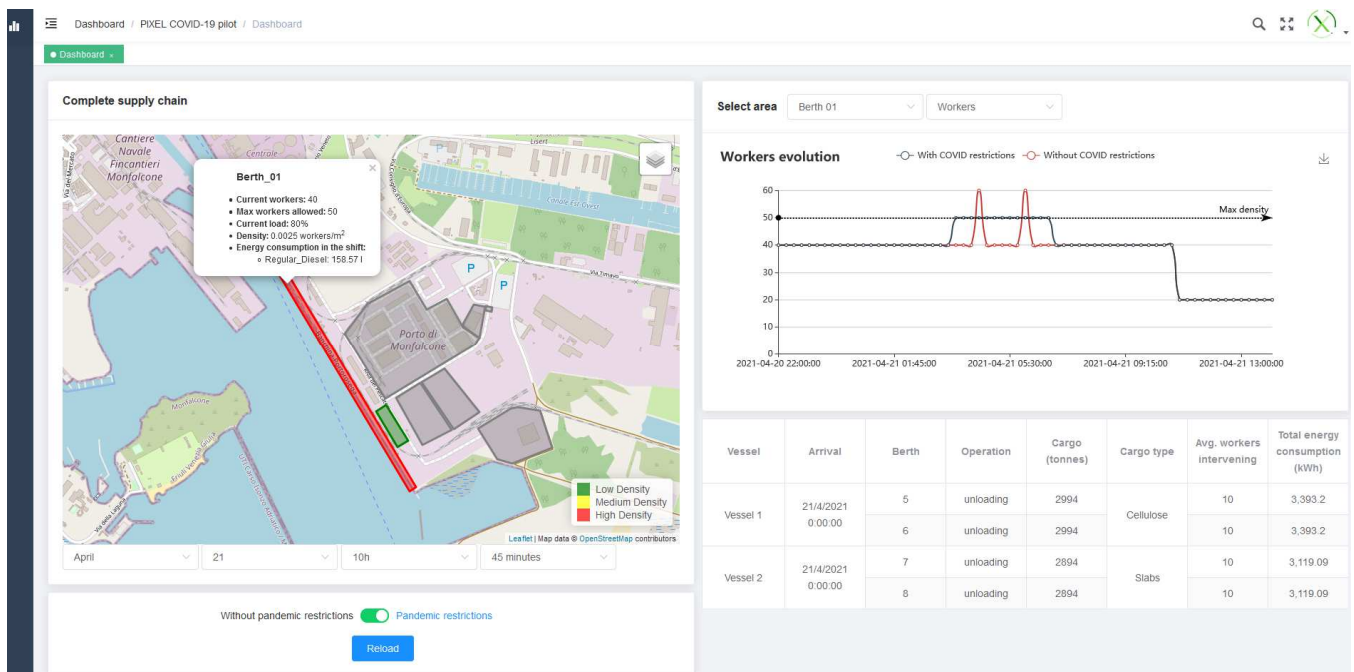 Dashboard / PIXEL COVID-19 pilot / Dashboard
Dashboard ×
Complete supply chain
Cantiere
Navale
Fincantieri
Monfalcone
Via del Mercato
Centrale
Lisert
P
Canale Est-Ovest
Berth_01
×
Current workers: 40
Max workers allowed: 50
Current load: 80%
Density: 0.0025 workers/m²
Energy consumption in the shift:
Regular_Diesel: 158.57 l
P
P
Via Timavo
Porto di
Monfalcone
Monfalcone
Low Density
Medium Density
High Density
Leaflet | Map data © OpenStreetMap contributors
April 21 10h 45 minutes
Without pandemic restrictions Pandemic restrictions
Reload
Select area Berth 01 Workers
Workers evolution With COVID restrictions Without COVID restrictions
60
50
40
30
20
10
0
Max density
2021-04-20 22:00:00 2021-04-21 01:45:00 2021-04-21 05:30:00 2021-04-21 09:15:00 2021-04-21 13:00:00
Vessel Arrival Berth Operation Cargo (tonnes) Cargo type Avg. workers intervening Total energy consumption (kWh)
Vessel 1 21/4/2021 0:00:00 5 unloading 2994 Cellulose 10 3,393.2
6 unloading 2994 10 3,393.2
Vessel 2 21/4/2021 0:00:00 7 unloading 2894 Slabs 10 3,119.09
8 unloading 2894 10 3,119.09